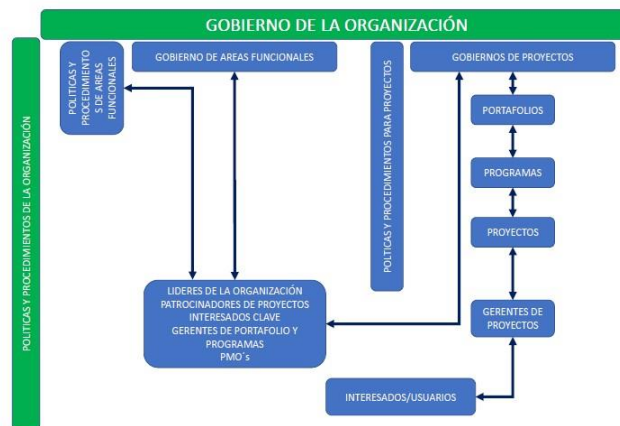 GOBIERNO DE LA ORGANIZACIÓN
POLITICAS Y PROCEDIMIENTOS DE LA ORGANIZACIÓN
POLITICAS Y
PROCEDIMIENTO
S DE AREAS
FUNCIONALES
GOBIERNO DE AREAS FUNCIONALES
POLTICAS Y PROCEDIMIENTOS PARA PROYECTOS
GOBIERNOS DE PROYECTOS
PORTAFOLIOS
PROGRAMAS
PROYECTOS
LIDERES DE LA ORGANIZACIÓN
PATROCINADORES DE PROYECTOS
INTERESADOS CLAVE
GERENTES DE PORTAFOLIO Y
PROGRAMAS
PMO´s
GERENTES DE
PROYECTOS
INTERESADOS/USUARIOS